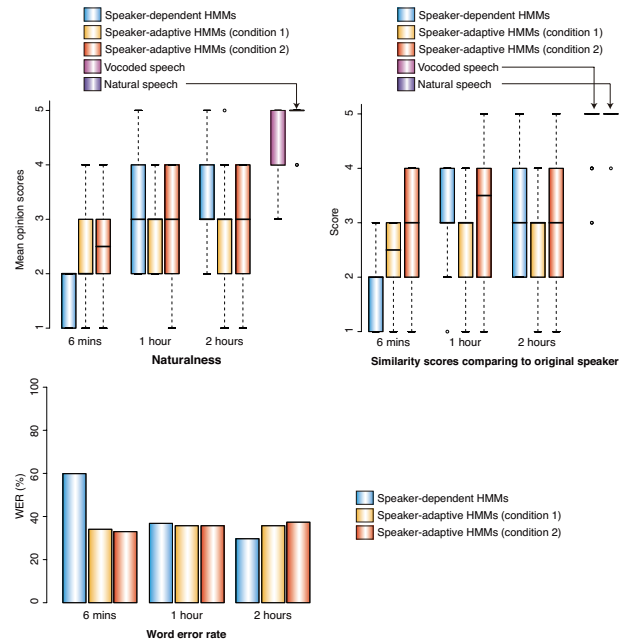 Speaker-dependent HMMs
Speaker-adaptive HMMs (condition 1)
Speaker-adaptive HMMs (condition 2)
Vocoded speech
Natural speech
Mean opinion scores
5
4
3
2
1
6 mins 1 hour 2 hours
Naturalness
Speaker-dependent HMMs
Speaker-adaptive HMMs (condition 1)
Speaker-adaptive HMMs (condition 2)
Vocoded speech
Natural speech
Score
5
4
3
2
1
6 mins 1 hour 2 hours
Similarity scores comparing to original speaker
WER (%)
100
80
60
40
20
0
6 mins 1 hour 2 hours
Word error rate
Speaker-dependent HMMs
Speaker-adaptive HMMs (condition 1)
Speaker-adaptive HMMs (condition 2)